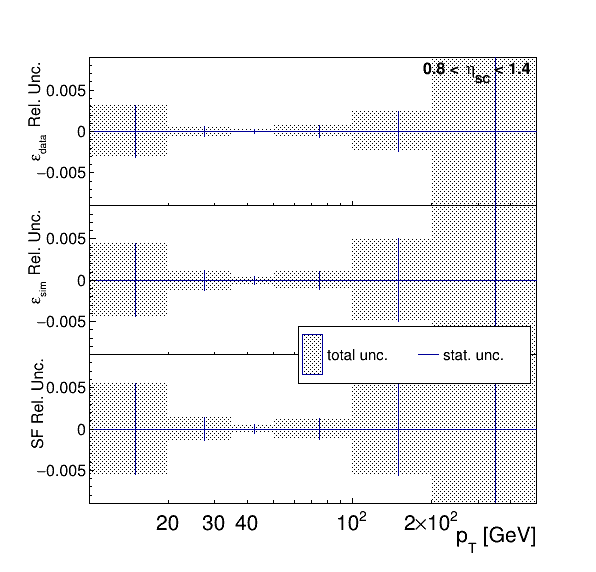 0.8 < η_SC < 1.4
ε_data Rel. Unc.
0.005
0
−0.005
ε_sim Rel. Unc.
0.005
0
−0.005
total unc.
stat. unc.
SF Rel. Unc.
0.005
0
−0.005
20 30 40 10² 2×10²
p_T [GeV]